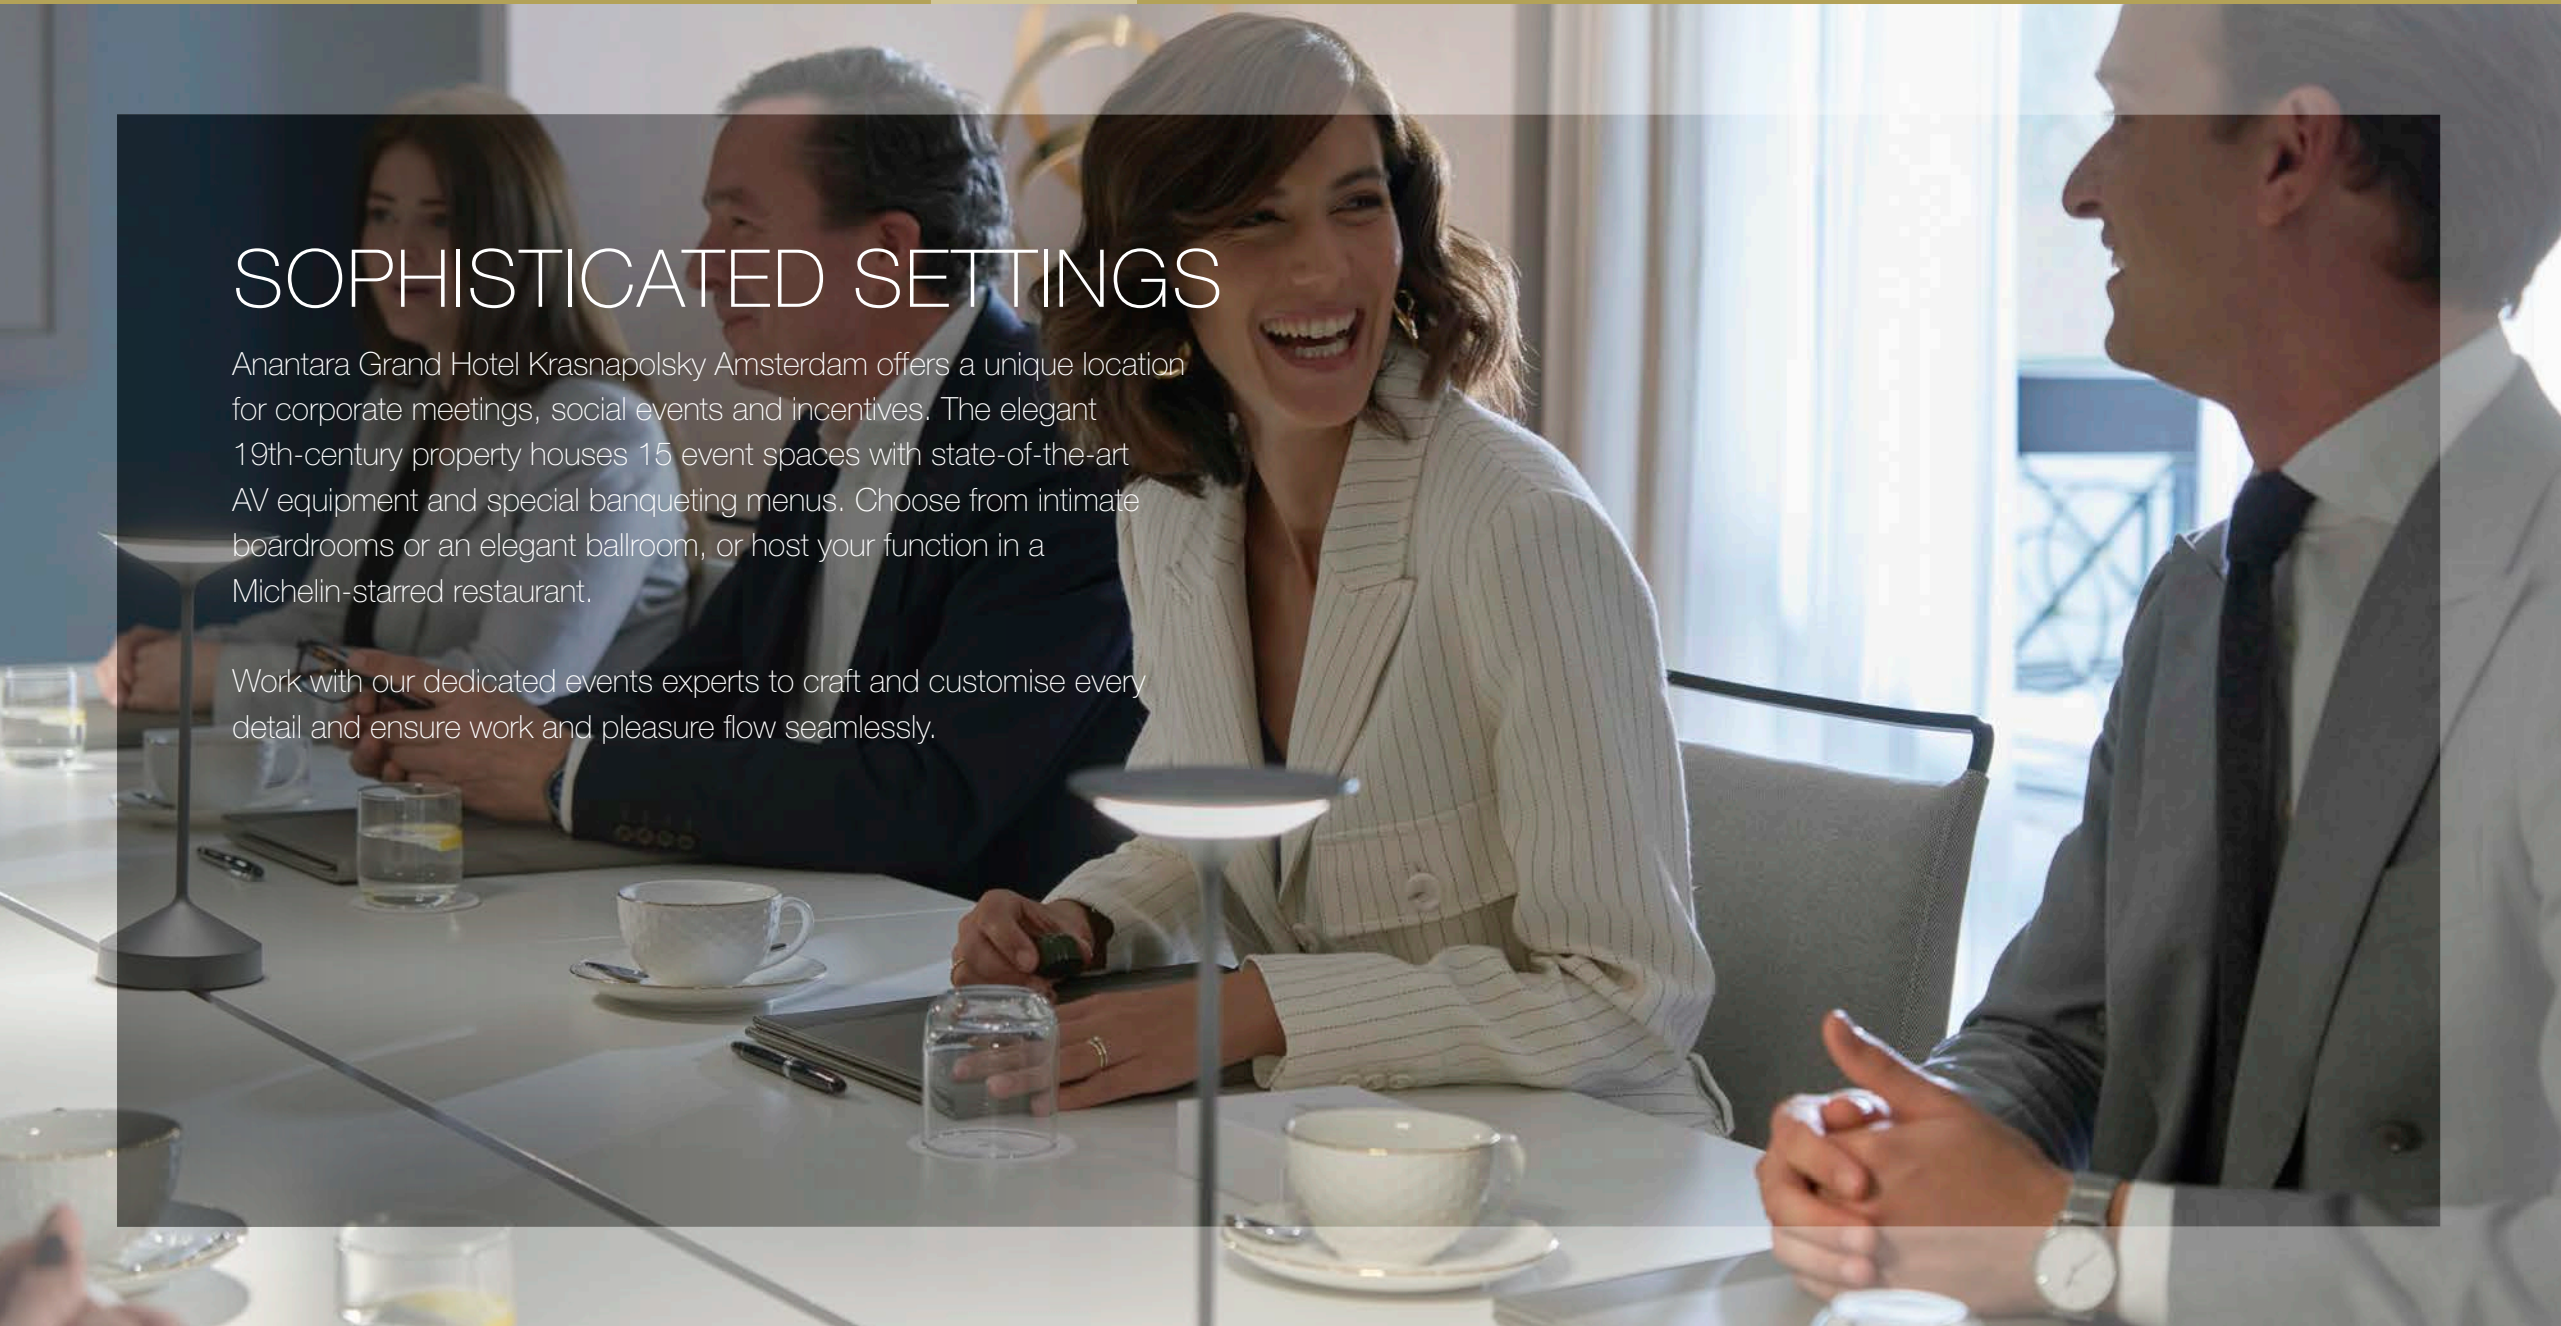 SOPHISTICATED SETTINGS
Anantara Grand Hotel Krasnapolsky Amsterdam offers a unique location
for corporate meetings, social events and incentives. The elegant
19th-century property houses 15 event spaces with state-of-the-art
AV equipment and special banqueting menus. Choose from intimate
boardrooms or an elegant ballroom, or host your function in a
Michelin-starred restaurant.
Work with our dedicated events experts to craft and customise every
detail and ensure work and pleasure flow seamlessly.